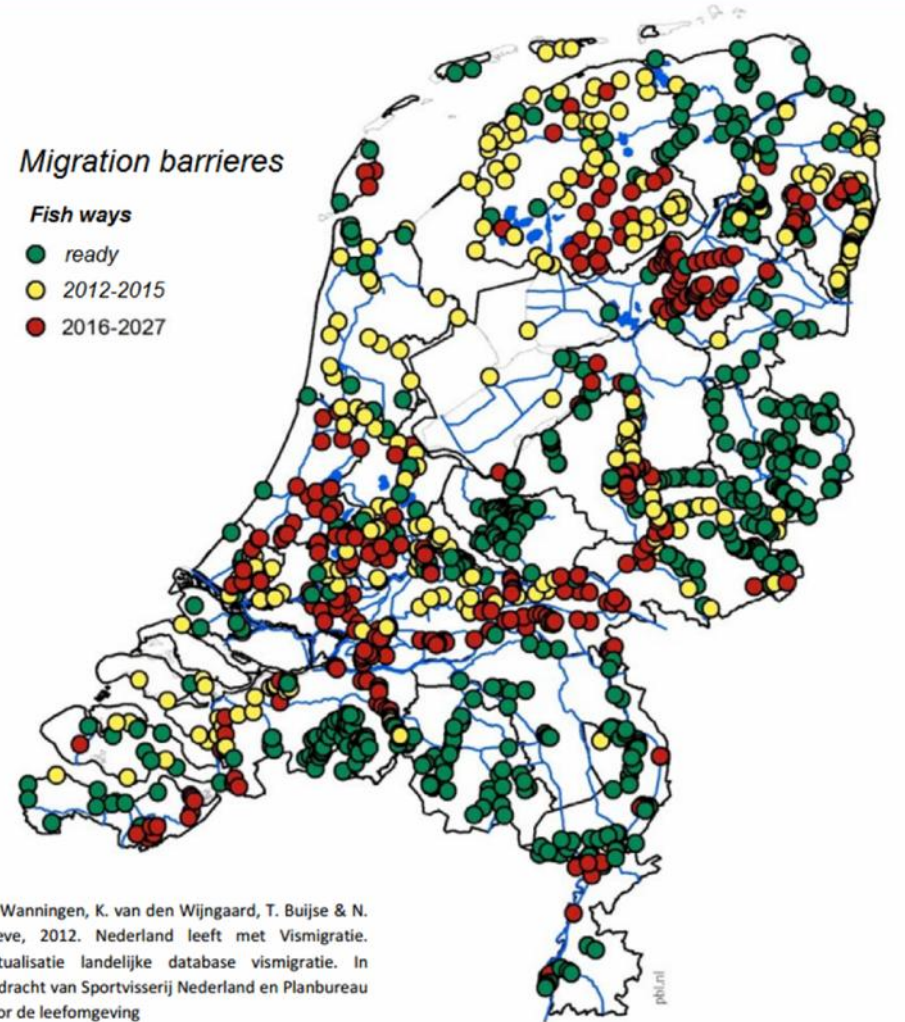 Migration barrieres
Fish ways
ready
2012-2015
2016-2027
Wanningen, K. van den Wijngaard, T. Buijse & N.
eve, 2012. Nederland leeft met Vismigratie.
tualisatie landelijke database vismigratie. In
dracht van Sportvisserij Nederland en Planbureau
or de leefomgeving
pbl.nl